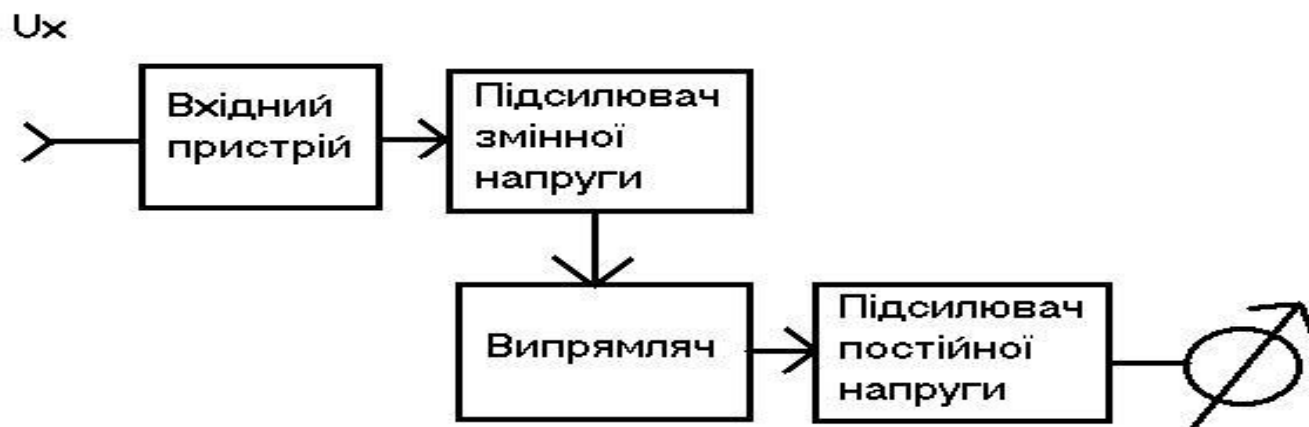 Ux
Вхідний
пристрій
Підсилювач
змінної
напруги
Випрямляч
Підсилювач
постійної
напруги